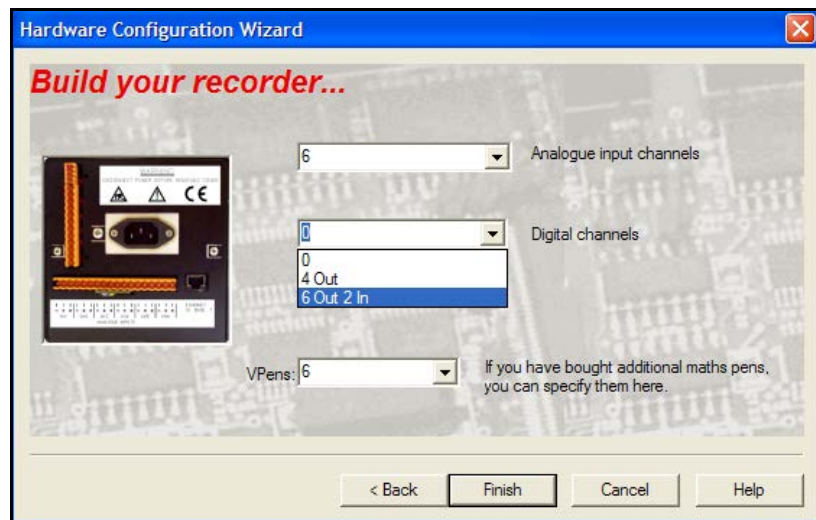 Hardware Configuration Wizard
Build your recorder...
6
Analogue input channels
WARNING
CE
0
Digital channels
0
4 Out
6 Out 2 In
VPens: 6
If you have bought additional maths pens,
you can specify them here.
< Back
Finish
Cancel
Help